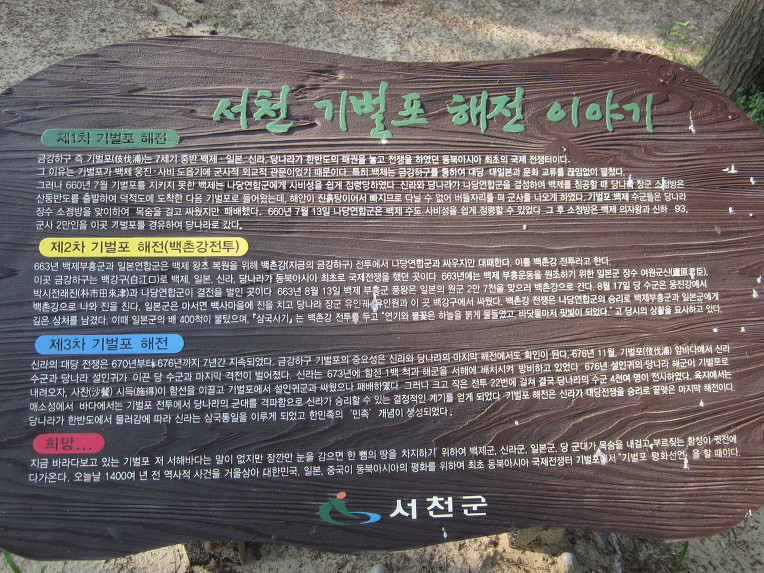 서천 기벌포 해전 이야기
제1차 기벌포 해전
금강하구 즉 기벌포(伎伐浦)는 7세기 중반 백제·일본, 신라, 당나라가 한반도의 패권을 놓고 전쟁을 하였던 동북아시아 최초의 국제 전쟁터이다.
그 이유는 기벌포가 백제 웅진·사비 도읍기에 군사적 외교적 관문이었기 때문이다. 특히 백제는 금강하구를 통하여 대당·대일본과 문화 교류를 끊임없이 펼쳤다.
그러나 660년 7월 기벌포를 지키지 못한 백제는 나당연합군에게 사비성을 쉽게 점령당하였다. 신라와 당나라가 나당연합군을 결성하여 백제를 침공할 때 당나라 장군 소정방은
산동반도를 출발하여 덕적도에 도착한 다음 기벌포로 들어왔는데, 해안이 진흙탕이어서 빠지므로 다닐 수 없어 버들자리를 펴 군사를 나오게 하였다. 기벌포 백제 수군들은 당나라
장수 소정방을 맞이하여 목숨을 걸고 싸웠지만 패배했다. 660년 7월 13일 나당연합군은 백제 수도 사비성을 쉽게 점령할 수 있었다 그 후 소정방은 백제 의자왕과 신하 93,
군사 2만인을 이곳 기벌포를 경유하여 당나라로 갔다.
제2차 기벌포 해전(백촌강전투)
663년 백제부흥군과 일본연합군은 백제 왕조 복원을 위해 백촌강(지금의 금강하구) 전투에서 나당연합군과 싸우지만 대패한다. 이를 백촌강 전투라고 한다.
이곳 금강하구는 백강구(白江口)로 백제, 일본, 신라, 당나라가 동북아시아 최초로 국제전쟁을 했던 곳이다. 663년에는 백제 부흥운동을 원조하기 위한 일본군 장수 여원군신(廬原君臣),
박시전래진(朴市田來津)과 나당연합군이 결전을 벌인 곳이다 663년 8월 13일 백제 부흥군 풍왕은 일본의 원군 2만 7천을 맞으러 백촌강으로 간다. 8월 17일 당 수군은 웅진강에서
백촌강으로 나와 진을 친다, 일본군은 마서면 백사마을에 진을 치고 당나라 장군 유인궤, 유인원과 이 곳 백강구에서 싸웠다. 백촌강 전쟁은 나당연합군의 승리로 백제부흥군과 일본군에게
깊은 상처를 남겼다. 이때 일본군의 배 400척이 불탔으며, 『삼국사기』는 백촌강 전투를 두고 "연기와 불꽃은 하늘을 붉게 물들였고, 바닷물마저 핏빛이 되었다." 고 당시의 상황을 묘사하고 있다.
제3차 기벌포 해전
신라의 대당 전쟁은 670년부터 676년까지 7년간 지속되었다. 금강하구 기벌포의 중요성은 신라와 당나라의 마지막 해전에서도 확인이 된다. 676년 11월, 기벌포(伎伐浦) 앞바다에서 신라
수군과 당나라 설인귀가 이끈 당 수군과 마지막 격전이 벌어졌다. 신라는 673년에 함선 1백 척과 해군을 서해에 배치시켜 방비하고 있었다. 676년 설인귀의 당나라 해군이 기벌포로
내려오자, 사찬(沙飡) 시득(施得)이 함선을 이끌고 기벌포에서 설인귀군과 싸웠으나 패배하였다. 그러나 크고 작은 전투 22번에 걸쳐 결국 당나라의 수군 4천여 명이 전사하였다. 육지에서는
매소성에서 바다에서는 기벌포 전투에서 당나라의 군대를 격파함으로 신라가 승리할 수 있는 결정적인 계기를 얻게 되었다. 기벌포 해전은 신라가 대당전쟁을 승리로 끝맺은 마지막 해전이다.
당나라가 한반도에서 물러감에 따라 신라는 삼국통일을 이루게 되었고 한민족의 '민족' 개념이 생성되었다.
희망...
지금 바라다보고 있는 기벌포 저 서해바다는 말이 없지만 잠깐만 눈을 감으면 한 뼘의 땅을 차지하기 위하여 백제군, 신라군, 일본군, 당 군대가 목숨을 내걸고 부르짖는 함성이 귓전에
다가온다. 오늘날 1400여 년 전 역사적 사건을 거울삼아 대한민국, 일본, 중국이 동북아시아의 평화를 위하여 최초 동북아시아 국제전쟁터 기벌포에서 "기벌포 평화선언" 을 할 때이다.
서천군